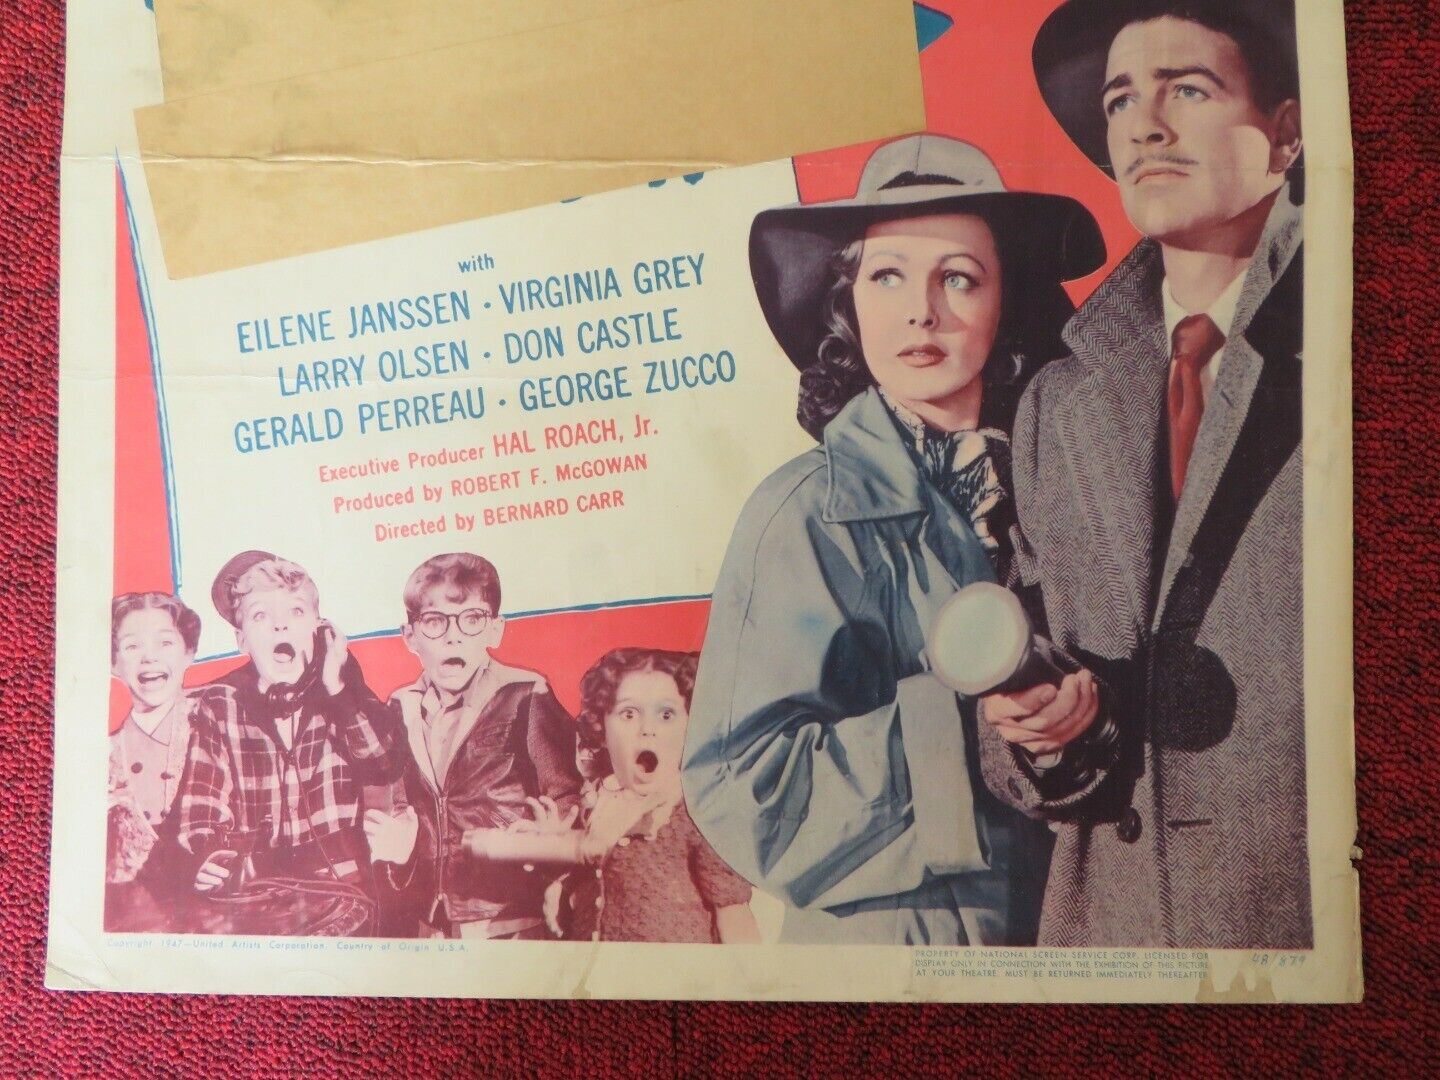 with
EILENE JANSSEN • VIRGINIA GREY
LARRY OLSEN • DON CASTLE
GERALD PERREAU • GEORGE ZUCCO
Executive Producer HAL ROACH, Jr.
Produced by ROBERT F. McGOWAN
Directed by BERNARD CARR
Copyright 1947—United Artists Corporation. Country of Origin U.S.A.
PROPERTY OF NATIONAL SCREEN SERVICE CORP. LICENSED FOR
DISPLAY ONLY IN CONNECTION WITH THE EXHIBITION OF THIS PICTURE
AT YOUR THEATRE. MUST BE RETURNED IMMEDIATELY THEREAFTER
48/879